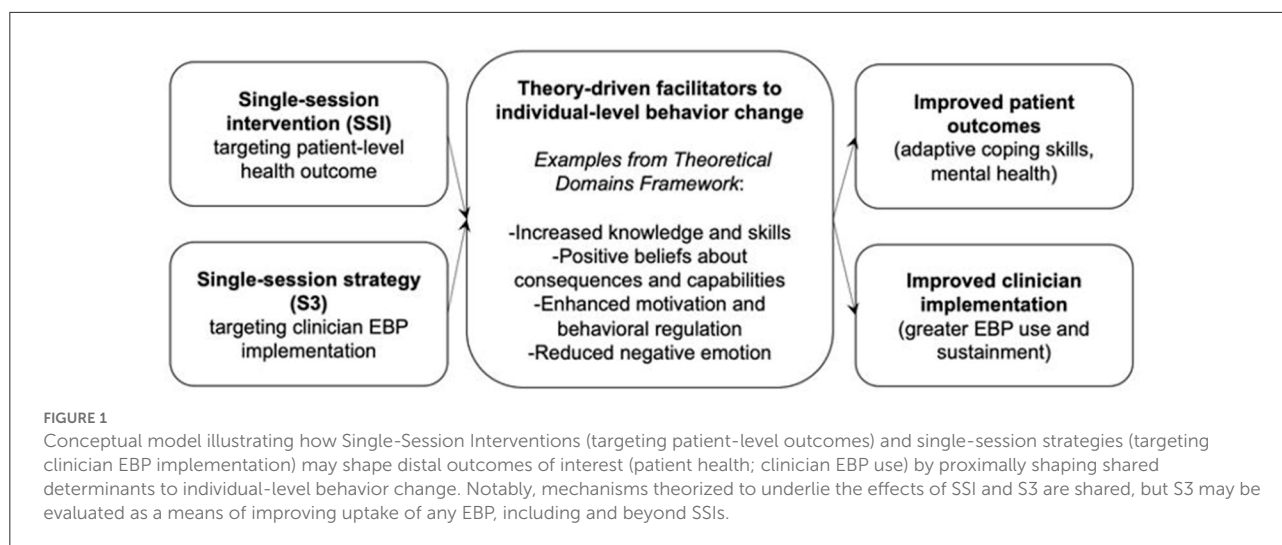 Single-session
intervention (SSI)
targeting patient-level
health outcome
Single-session strategy
(S3)
targeting clinician EBP
implementation
Theory-driven facilitators to
individual-level behavior change
Examples from Theoretical
Domains Framework:
-Increased knowledge and skills
-Positive beliefs about
consequences and capabilities
-Enhanced motivation and
behavioral regulation
-Reduced negative emotion
Improved patient
outcomes
(adaptive coping skills,
mental health)
Improved clinician
implementation
(greater EBP use and
sustainment)
FIGURE 1
Conceptual model illustrating how Single-Session Interventions (targeting patient-level outcomes) and single-session strategies (targeting
clinician EBP implementation) may shape distal outcomes of interest (patient health; clinician EBP use) by proximally shaping shared
determinants to individual-level behavior change. Notably, mechanisms theorized to underlie the effects of SSI and S3 are shared, but S3 may be
evaluated as a means of improving uptake of any EBP, including and beyond SSIs.